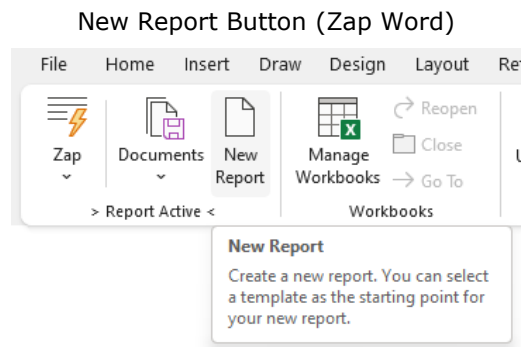 New Report Button (Zap Word)
File Home Insert Draw Design Layout Re
Zap Documents New Report Manage Workbooks Reopen Close Go To
> Report Active < Workbooks
New Report
Create a new report. You can select
a template as the starting point for
your new report.